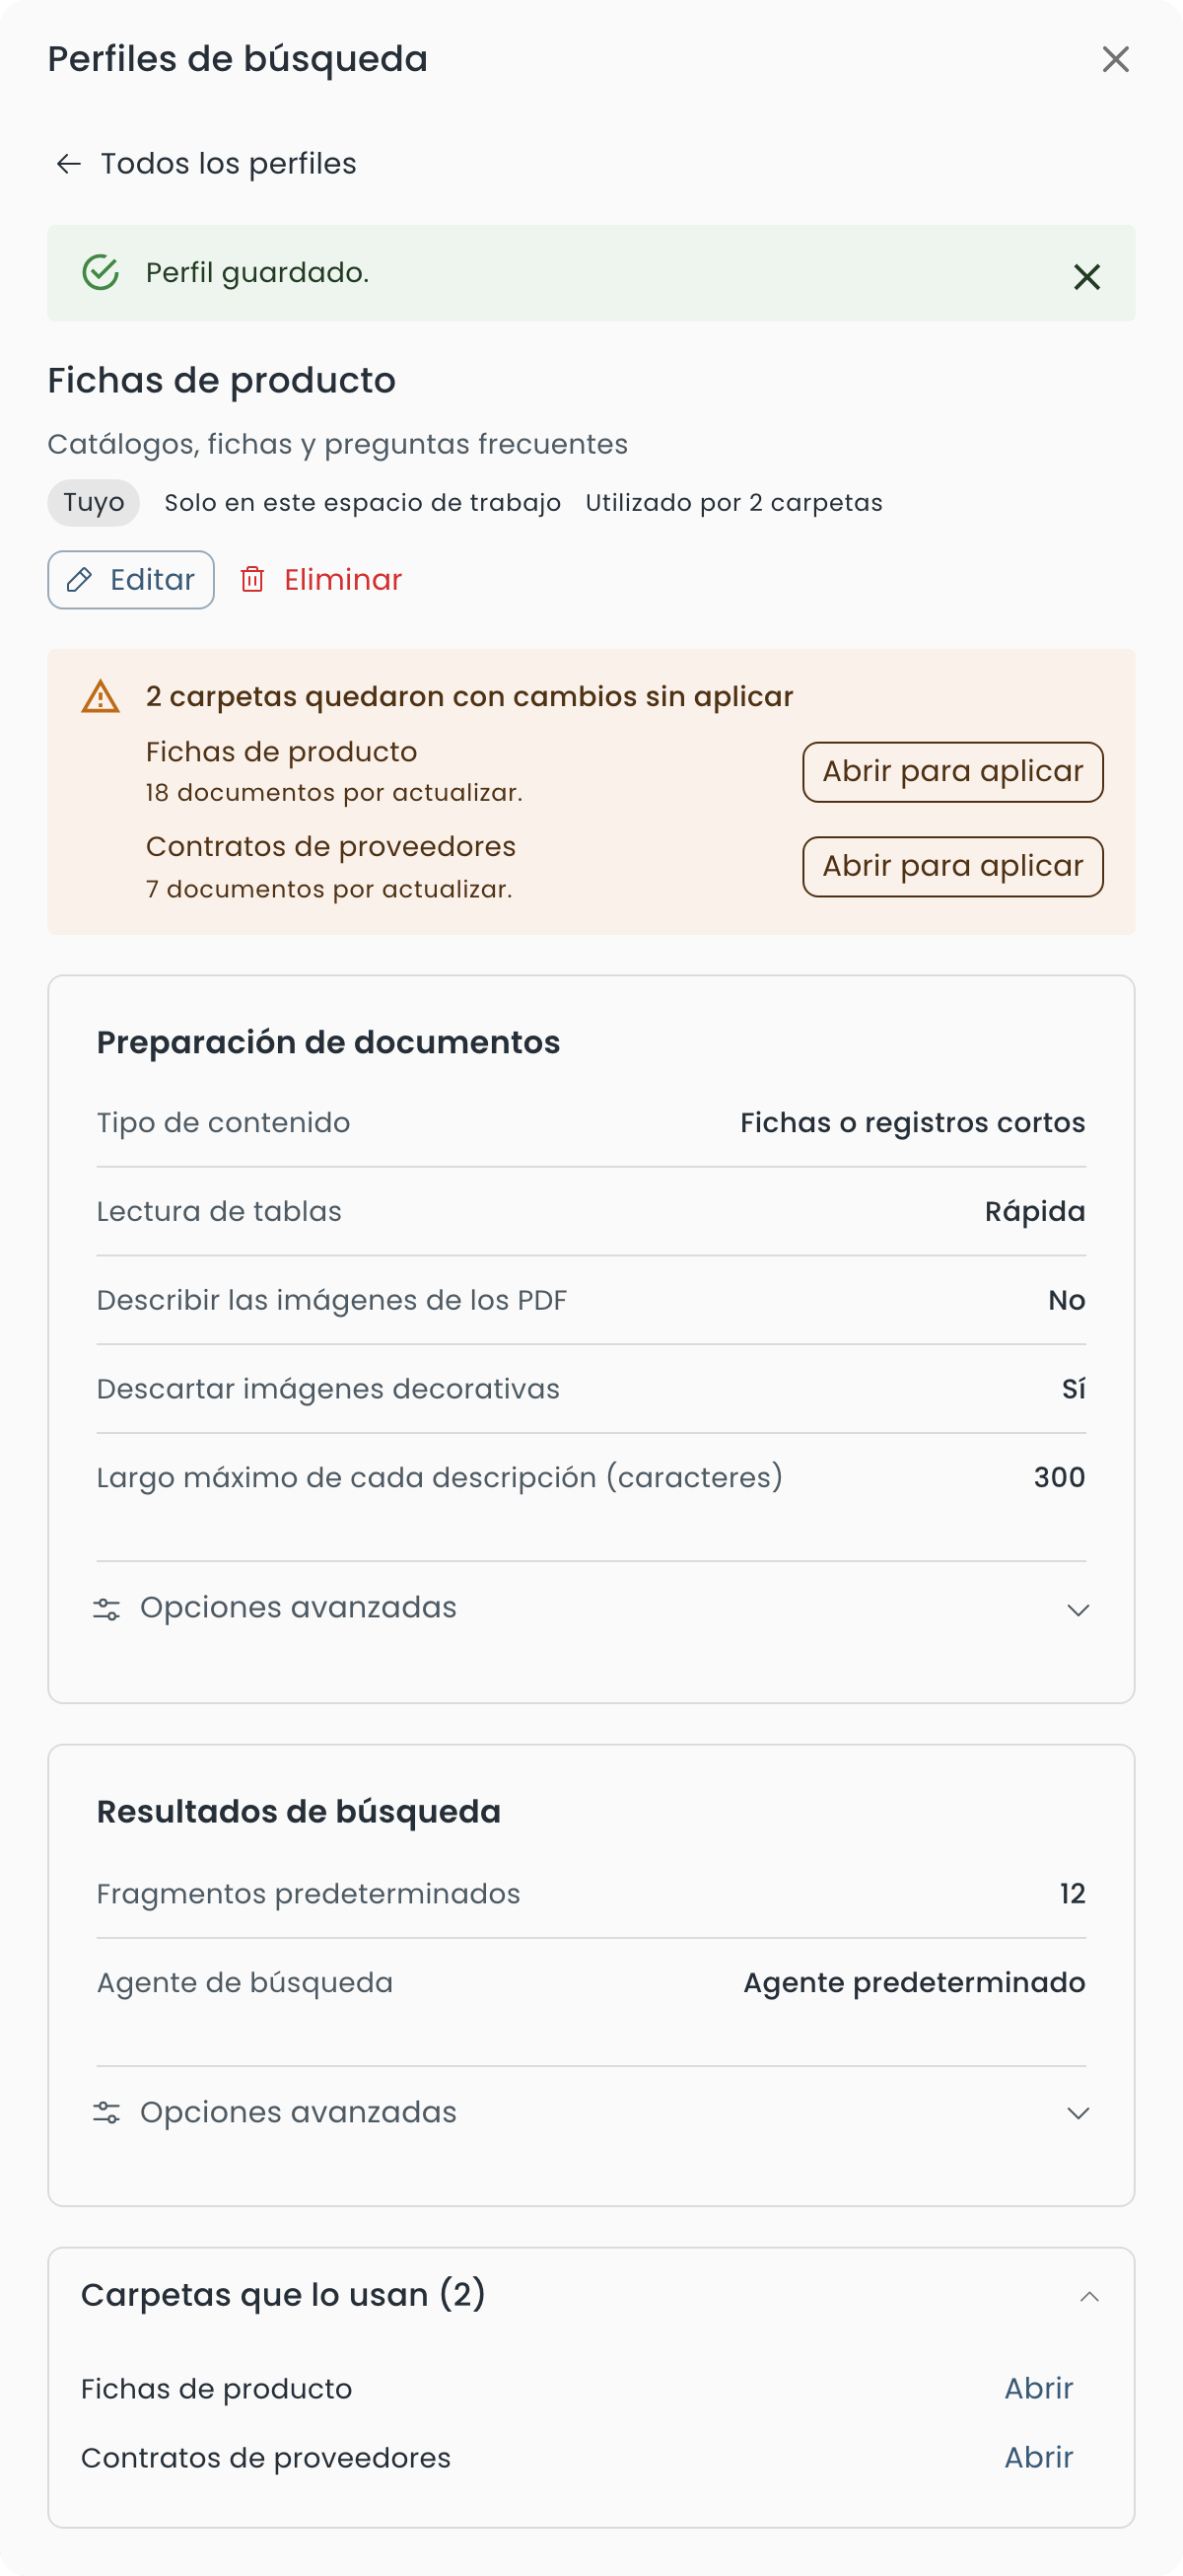 Perfiles de búsqueda
Todos los perfiles
Perfil guardado.
Fichas de producto
Catálogos, fichas y preguntas frecuentes
Tuyo Solo en este espacio de trabajo Utilizado por 2 carpetas
Editar Eliminar
2 carpetas quedaron con cambios sin aplicar
Fichas de producto
18 documentos por actualizar.
Abrir para aplicar
Contratos de proveedores
7 documentos por actualizar.
Abrir para aplicar
Preparación de documentos
Tipo de contenido Fichas o registros cortos
Lectura de tablas Rápida
Describir las imágenes de los PDF No
Descartar imágenes decorativas Sí
Largo máximo de cada descripción (caracteres) 300
Opciones avanzadas
Resultados de búsqueda
Fragmentos predeterminados 12
Agente de búsqueda Agente predeterminado
Opciones avanzadas
Carpetas que lo usan (2)
Fichas de producto Abrir
Contratos de proveedores Abrir